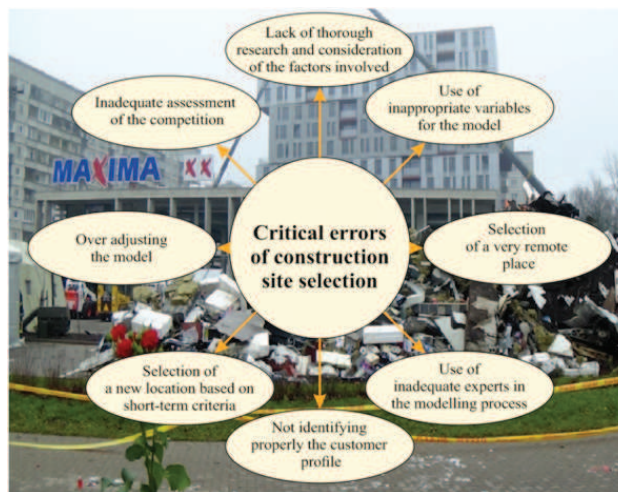 Lack of thorough
research and consideration
of the factors involved
Inadequate assessment
of the competition
Use of
inappropriate variables
for the model
MAXIMA XX
Critical errors
of construction
site selection
Over adjusting
the model
Selection
of a very remote
place
Selection of
a new location based on
short-term criteria
Use of
inadequate experts in
the modelling process
Not identifying
properly the customer
profile